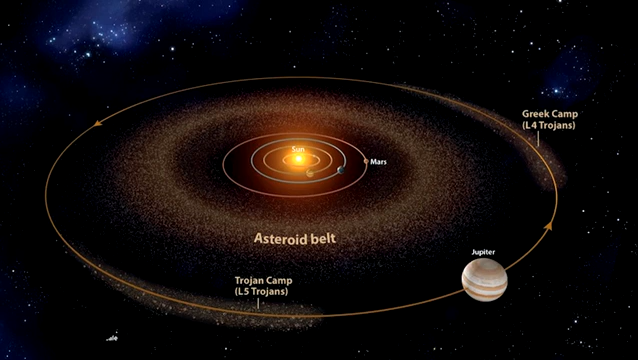 Greek Camp
(L4 Trojans)
Sun
Mars
Asteroid belt
Jupiter
Trojan Camp
(L5 Trojans)